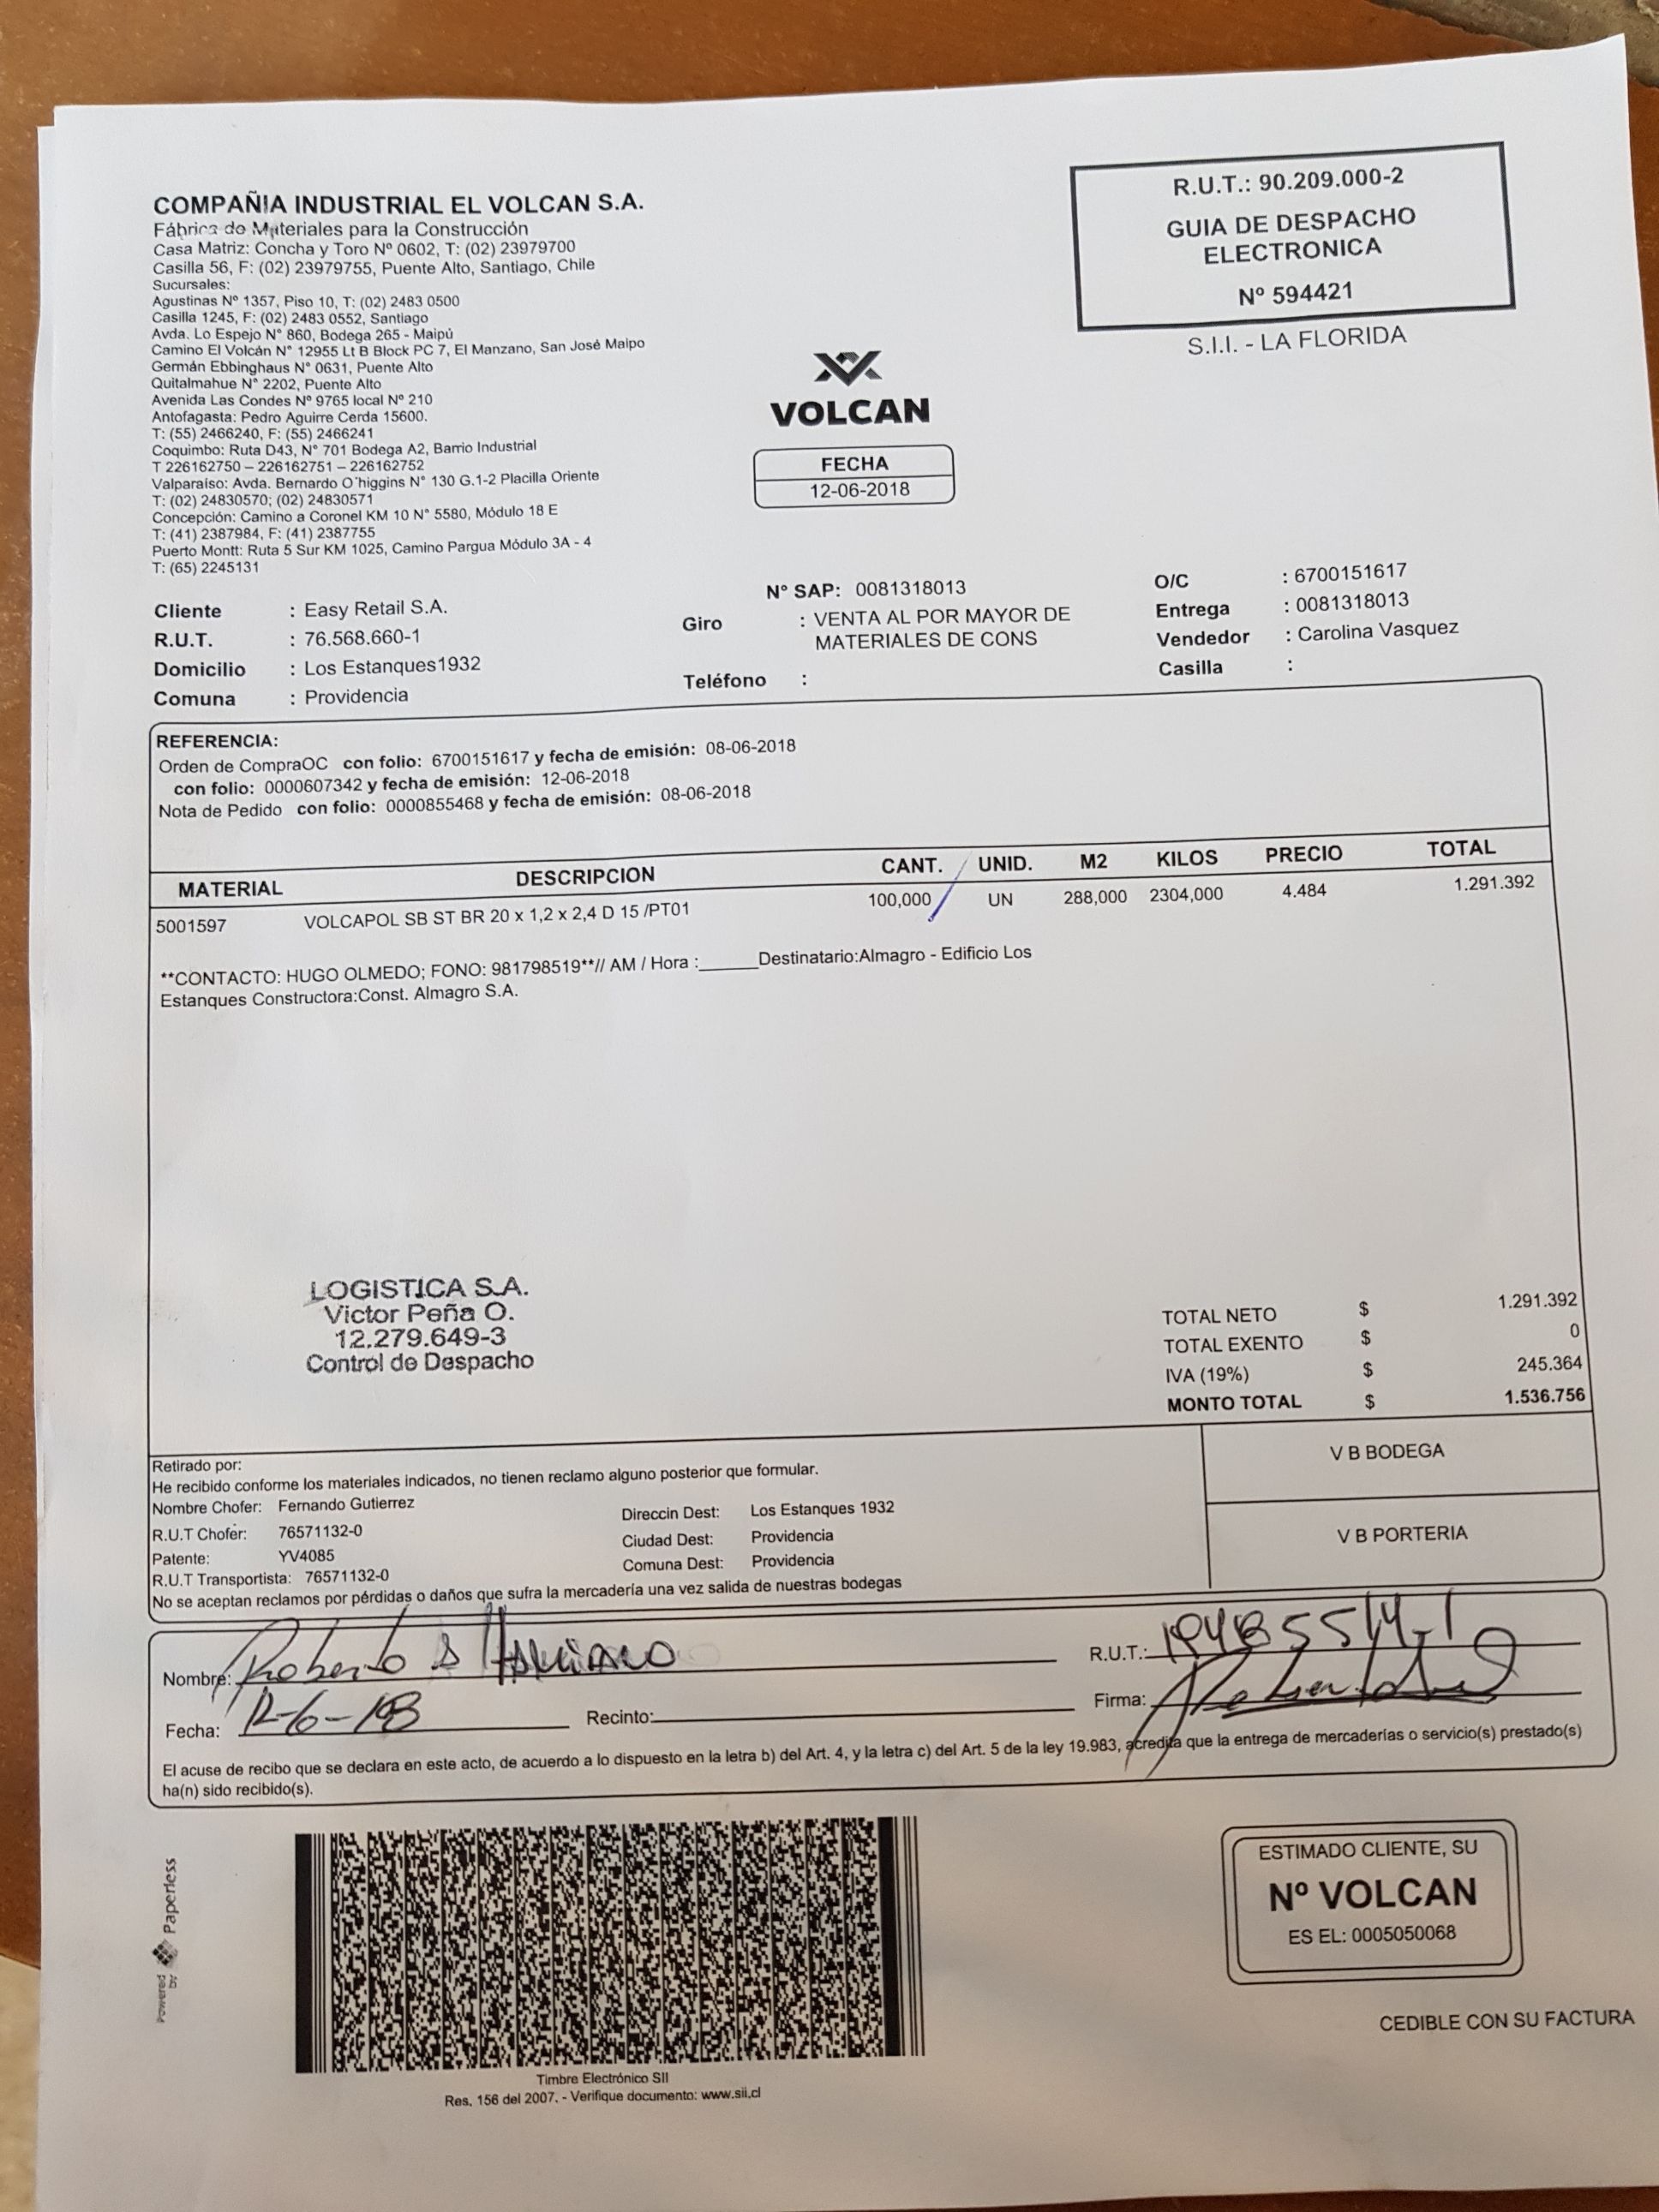 COMPAÑIA INDUSTRIAL EL VOLCAN S.A.
Fábrica de Materiales para la Construcción
Casa Matriz: Concha y Toro Nº 0602, T: (02) 23979700
Casilla 56, F: (02) 23979755, Puente Alto, Santiago, Chile
Sucursales:
Agustinas Nº 1357, Piso 10, T: (02) 2483 0500
Casilla 1245, F: (02) 2483 0552, Santiago
Avda. Lo Espejo N° 860, Bodega 265 - Maipú
Camino El Volcán N° 12955 Lt B Block PC 7, El Manzano, San José Maipo
Germán Ebbinghaus N° 0631, Puente Alto
Quitalmahue N° 2202, Puente Alto
Avenida Las Condes Nº 9765 local Nº 210
Antofagasta: Pedro Aguirre Cerda 15600.
T: (55) 2466240, F: (55) 2466241
Coquimbo: Ruta D43, N° 701 Bodega A2, Barrio Industrial
T 226162750 – 226162751 – 226162752
Valparaíso: Avda. Bernardo O´higgins N° 130 G.1-2 Placilla Oriente
T: (02) 24830570; (02) 24830571
Concepción: Camino a Coronel KM 10 N° 5580, Módulo 18 E
T: (41) 2387984, F: (41) 2387755
Puerto Montt: Ruta 5 Sur KM 1025, Camino Pargua Módulo 3A - 4
T: (65) 2245131
R.U.T.: 90.209.000-2
GUIA DE DESPACHO
ELECTRONICA
Nº 594421
S.I.I. - LA FLORIDA
VOLCAN
FECHA
12-06-2018
Cliente : Easy Retail S.A.
R.U.T. : 76.568.660-1
Domicilio : Los Estanques1932
Comuna : Providencia
N° SAP: 0081318013
Giro : VENTA AL POR MAYOR DE
MATERIALES DE CONS
Teléfono :
O/C : 6700151617
Entrega : 0081318013
Vendedor : Carolina Vasquez
Casilla :
REFERENCIA:
Orden de CompraOC con folio: 6700151617 y fecha de emisión: 08-06-2018
con folio: 0000607342 y fecha de emisión: 12-06-2018
Nota de Pedido con folio: 0000855468 y fecha de emisión: 08-06-2018
MATERIAL DESCRIPCION CANT. UNID. M2 KILOS PRECIO TOTAL
5001597 VOLCAPOL SB ST BR 20 x 1,2 x 2,4 D 15 /PT01 100,000 UN 288,000 2304,000 4.484 1.291.392
**CONTACTO: HUGO OLMEDO; FONO: 981798519**// AM / Hora :______Destinatario:Almagro - Edificio Los
Estanques Constructora:Const. Almagro S.A.
LOGISTICA S.A.
Victor Peña O.
12.279.649-3
Control de Despacho
TOTAL NETO $ 1.291.392
TOTAL EXENTO $ 0
IVA (19%) $ 245.364
MONTO TOTAL $ 1.536.756
Retirado por:
He recibido conforme los materiales indicados, no tienen reclamo alguno posterior que formular.
Nombre Chofer: Fernando Gutierrez
R.U.T Chofer: 76571132-0
Patente: YV4085
R.U.T Transportista: 76571132-0
Direccin Dest: Los Estanques 1932
Ciudad Dest: Providencia
Comuna Dest: Providencia
No se aceptan reclamos por pérdidas o daños que sufra la mercadería una vez salida de nuestras bodegas
V B BODEGA
V B PORTERIA
Nombre: Roberto
R.U.T.:
Fecha: 12-6-18
Recinto:
Firma:
El acuse de recibo que se declara en este acto, de acuerdo a lo dispuesto en la letra b) del Art. 4, y la letra c) del Art. 5 de la ley 19.983, acredita que la entrega de mercaderías o servicio(s) prestado(s)
ha(n) sido recibido(s).
Powered by Paperless
Timbre Electrónico SII
Res. 156 del 2007. - Verifique documento: www.sii.cl
ESTIMADO CLIENTE, SU
Nº VOLCAN
ES EL: 0005050068
CEDIBLE CON SU FACTURA